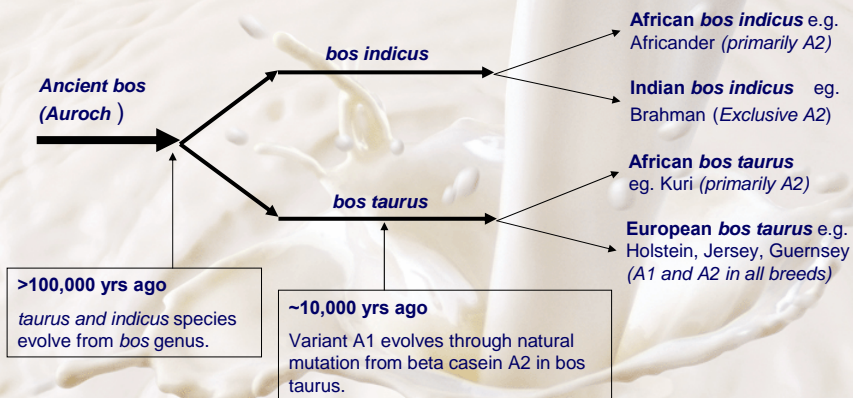 African bos indicus e.g.
Africander (primarily A2)
bos indicus
Ancient bos
(Auroch )
Indian bos indicus eg.
Brahman (Exclusive A2)
African bos taurus
eg. Kuri (primarily A2)
bos taurus
European bos taurus e.g.
Holstein, Jersey, Guernsey
(A1 and A2 in all breeds)
>100,000 yrs ago
taurus and indicus species
evolve from bos genus.
~10,000 yrs ago
Variant A1 evolves through natural
mutation from beta casein A2 in bos
taurus.